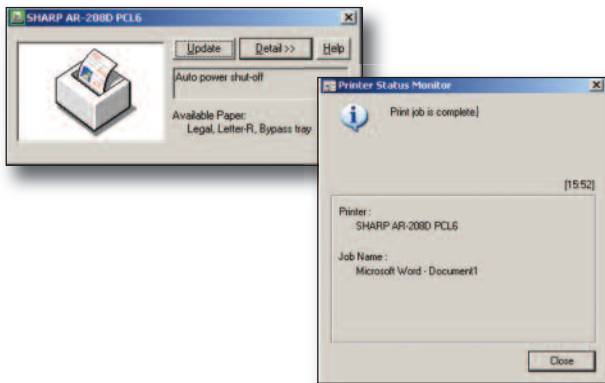 SHARP AR-208D PCL6
Update Detail >> Help
Auto power shut-off
Available Paper:
Legal, Letter-R, Bypass tray
Printer Status Monitor
Print job is complete.
[15:52]
Printer :
SHARP AR-208D PCL6
Job Name :
Microsoft Word - Document1
Close